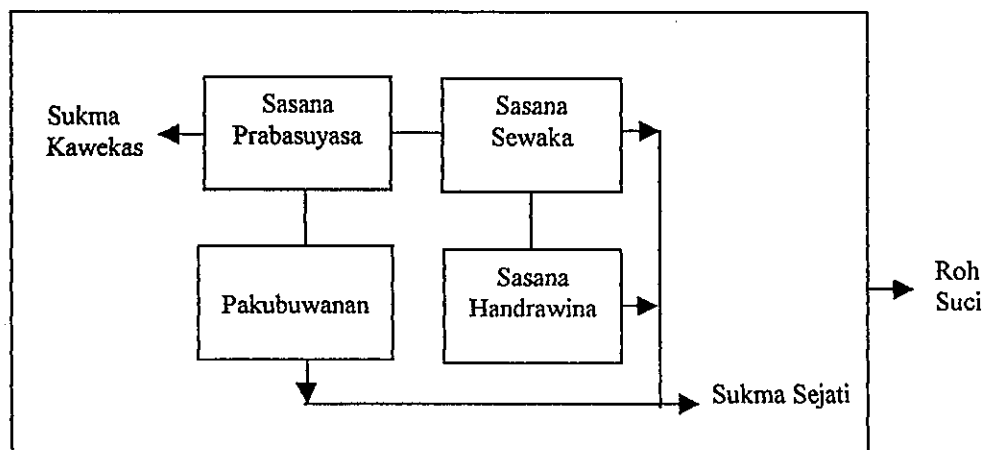 Sukma
Kawekas
Sasana
Prabasuyasa
Sasana
Sewaka
Pakubuwanan
Sasana
Handrawina
Roh
Suci
Sukma Sejati